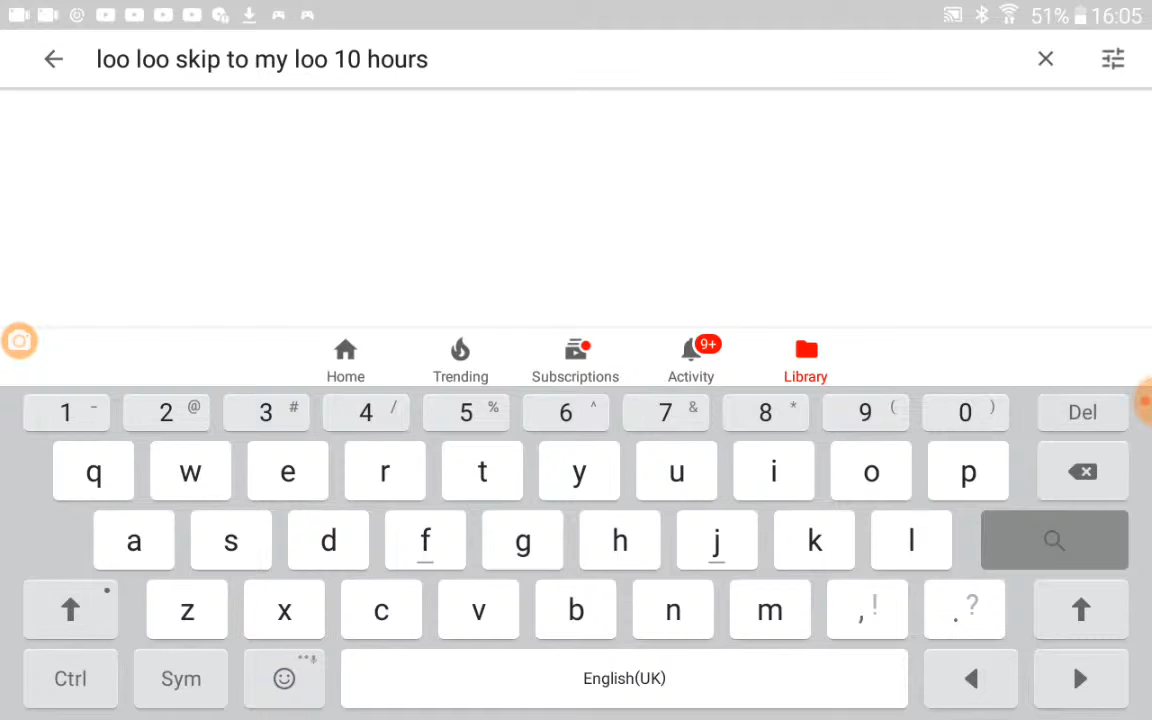 51% 16:05
loo loo skip to my loo 10 hours
9+
Home Trending Subscriptions Activity Library
1 - 2 @ 3 # 4 / 5 % 6 ^ 7 & 8 * 9 ( 0 ) Del
q w e r t y u i o p
a s d f g h j k l
z x c v b n m , ! . ?
Ctrl Sym English(UK)